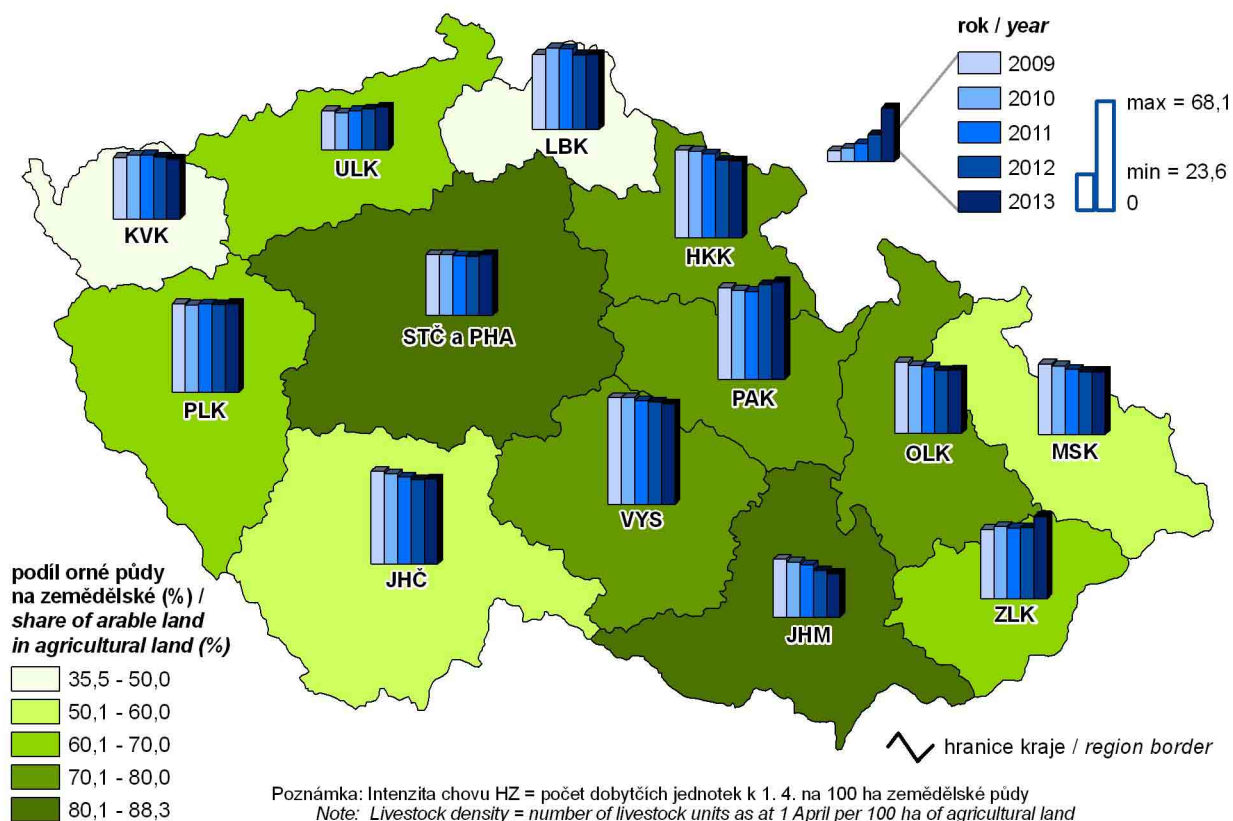 rok / year
2009
2010
2011
2012
2013
max = 68,1
min = 23,6
0
LBK
ULK
KVK
HKK
STČ a PHA
PLK
PAK
OLK
MSK
VYS
JHČ
JHM
ZLK
podíl orné půdy
na zemědělské (%) /
share of arable land
in agricultural land (%)
35,5 - 50,0
50,1 - 60,0
60,1 - 70,0
70,1 - 80,0
80,1 - 88,3
hranice kraje / region border
Poznámka: Intenzita chovu HZ = počet dobytčích jednotek k 1. 4. na 100 ha zemědělské půdy
Note: Livestock density = number of livestock units as at 1 April per 100 ha of agricultural land